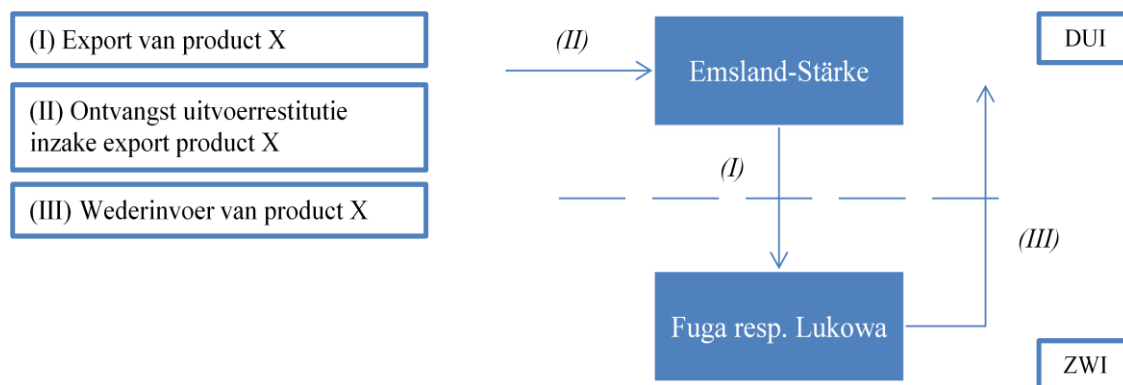 (I) Export van product X
(II) Ontvangst uitvoerrestitutie
inzake export product X
(III) Wederinvoer van product X
(II)
Emsland-Stärke
DUI
(I)
(III)
Fuga resp. Lukowa
ZWI